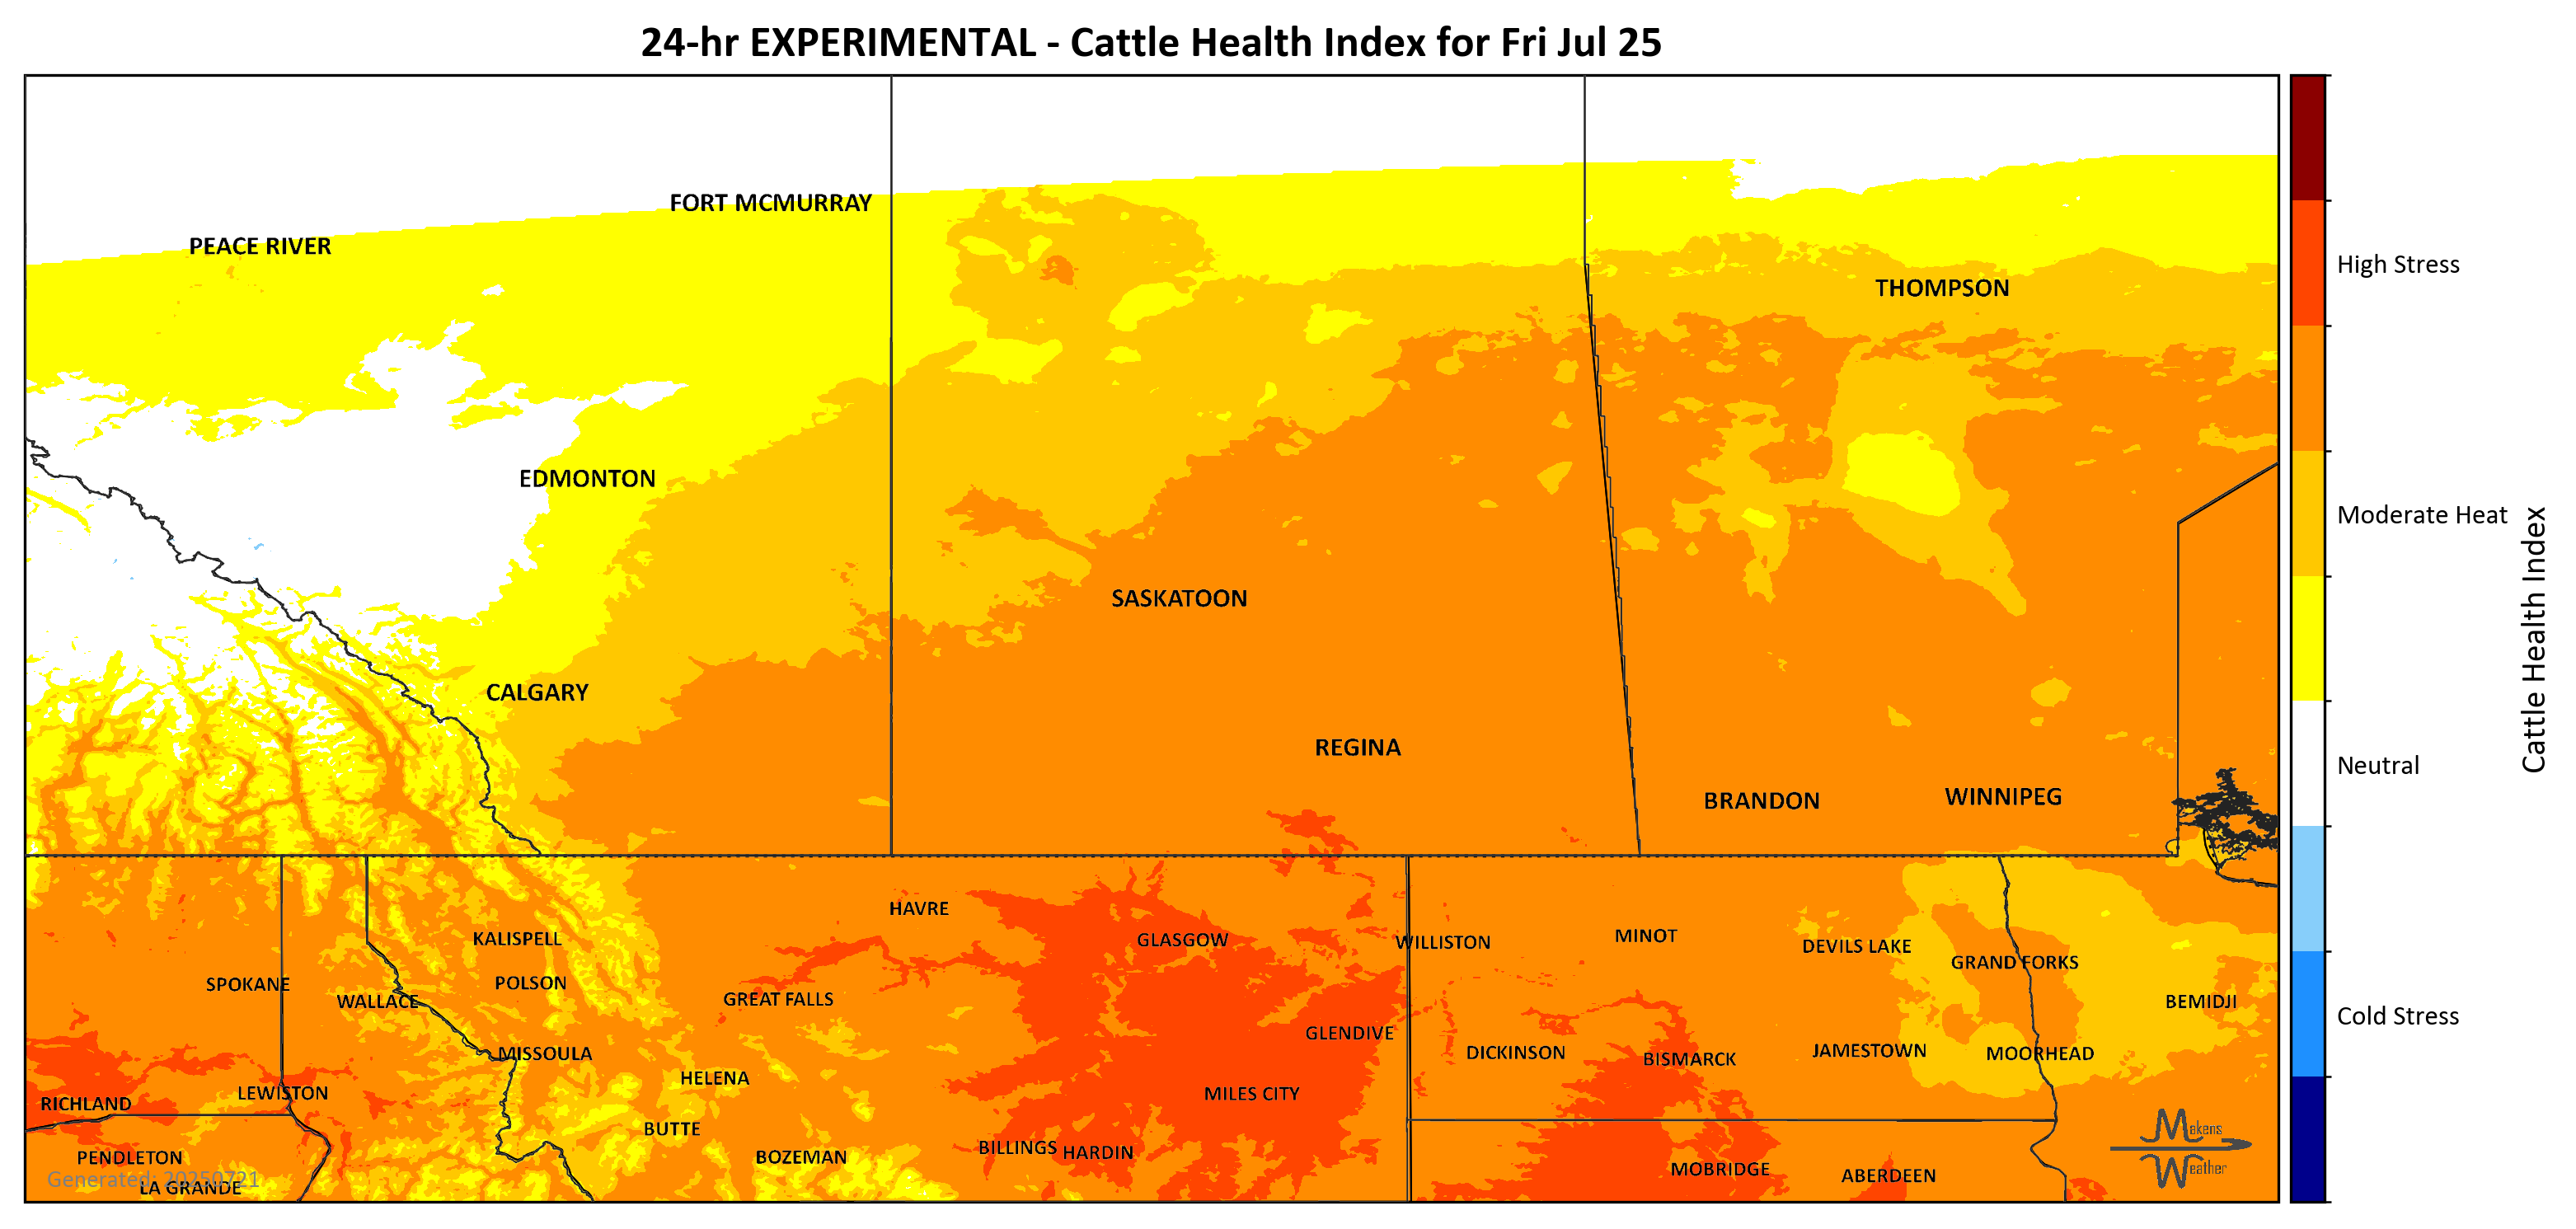 24-hr EXPERIMENTAL - Cattle Health Index for Fri Jul 25
FORT MCMURRAY
PEACE RIVER
THOMPSON
EDMONTON
SASKATOON
CALGARY
REGINA
BRANDON
WINNIPEG
HAVRE
GLASGOW
WILLISTON
MINOT
DEVILS LAKE
KALISPELL
GRAND FORKS
SPOKANE
POLSON
WALLACE
GREAT FALLS
BEMIDJI
GLENDIVE
MISSOULA
DICKINSON
BISMARCK
JAMESTOWN
MOORHEAD
HELENA
LEWISTON
MILES CITY
RICHLAND
BUTTE
BILLINGS
HARDIN
PENDLETON
BOZEMAN
MOBRIDGE
ABERDEEN
Generated: 20250721
LA GRANDE
Makens
Weather
High Stress
Moderate Heat
Neutral
Cold Stress
Cattle Health Index